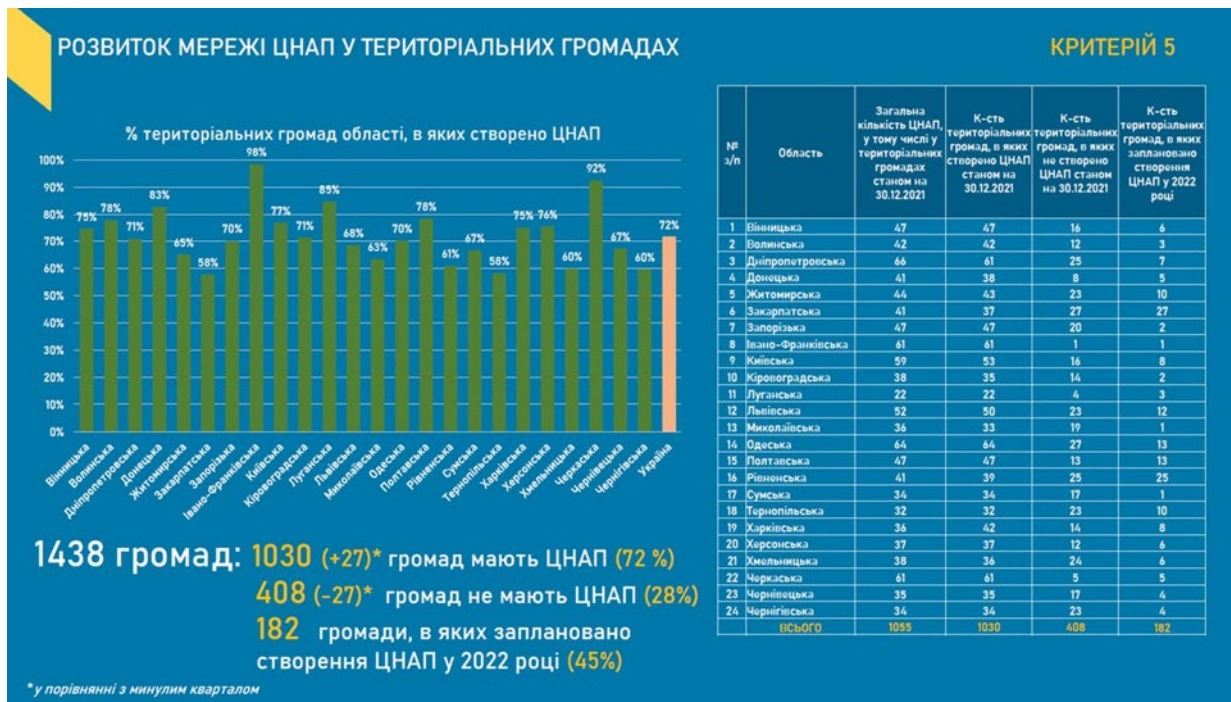 РОЗВИТОК МЕРЕЖІ ЦНАП У ТЕРИТОРІАЛЬНИХ ГРОМАДАХ
КРИТЕРІЙ 5
% територіальних громад області, в яких створено ЦНАП
100%
90%
80%
70%
60%
50%
40%
30%
20%
10%
0%
75%
78%
71%
83%
65%
58%
70%
98%
77%
71%
85%
68%
63%
70%
78%
61%
67%
58%
75%
76%
60%
92%
67%
60%
72%
Вінницька
Волинська
Дніпропетровська
Донецька
Житомирська
Закарпатська
Запорізька
Івано-Франківська
Київська
Кіровоградська
Луганська
Львівська
Миколаївська
Одеська
Полтавська
Рівненська
Сумська
Тернопільська
Харківська
Херсонська
Хмельницька
Черкаська
Чернівецька
Чернігівська
Україна
1438 громад: 1030 (+27)* громад мають ЦНАП (72 %)
408 (-27)* громад не мають ЦНАП (28%)
182 громади, в яких заплановано
створення ЦНАП у 2022 році (45%)
*у порівнянні з минулим кварталом
№ з/п
Область
Загальна
кількість ЦНАП,
у тому числі у
територіальних
громадах
станом на
30.12.2021
К-сть
територіальних
громад, в яких
створено ЦНАП
станом на
30.12.2021
К-сть
територіальних
громад, в яких
не створено
ЦНАП станом
на 30.12.2021
К-сть
територіальних
громад, в яких
заплановано
створення
ЦНАП у 2022
році
1 Вінницька 47 47 16 6
2 Волинська 42 42 12 3
3 Дніпропетровська 66 61 25 7
4 Донецька 41 38 8 5
5 Житомирська 44 43 23 10
6 Закарпатська 41 37 27 27
7 Запорізька 47 47 20 2
8 Івано-Франківська 61 61 1 1
9 Київська 59 53 16 8
10 Кіровоградська 38 35 14 2
11 Луганська 22 22 4 3
12 Львівська 52 50 23 12
13 Миколаївська 36 33 19 1
14 Одеська 64 64 27 13
15 Полтавська 47 47 13 13
16 Рівненська 41 39 25 25
17 Сумська 34 34 17 1
18 Тернопільська 32 32 23 10
19 Харківська 36 42 14 8
20 Херсонська 37 37 12 6
21 Хмельницька 38 36 24 6
22 Черкаська 61 61 5 5
23 Чернівецька 35 35 17 4
24 Чернігівська 34 34 23 4
ВСЬОГО 1055 1030 408 182